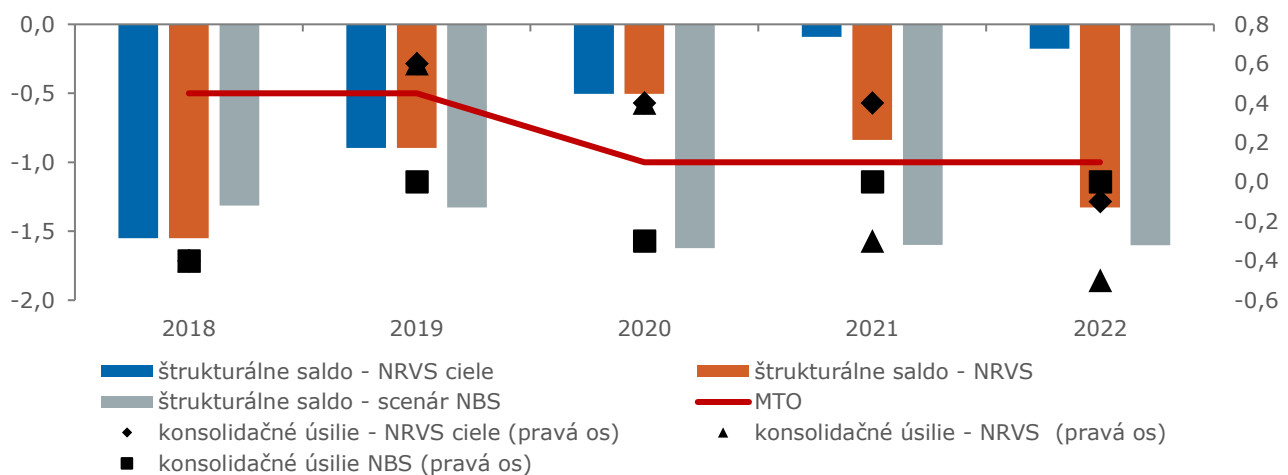 0,0 0,8
-0,5 0,6
0,4
-1,0 0,2
0,0
-1,5 -0,2
-0,4
-2,0 -0,6
2018 2019 2020 2021 2022
štrukturálne saldo - NRVS ciele štrukturálne saldo - NRVS
štrukturálne saldo - scenár NBS MTO
konsolidačné úsilie - NRVS ciele (pravá os) konsolidačné úsilie - NRVS (pravá os)
konsolidačné úsilie NBS (pravá os)